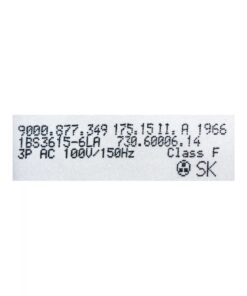 9000.877.349 175.15 II. A 1966
1BS3615-6LA 730.60006.14
3P AC 100V/150Hz Class F
SK